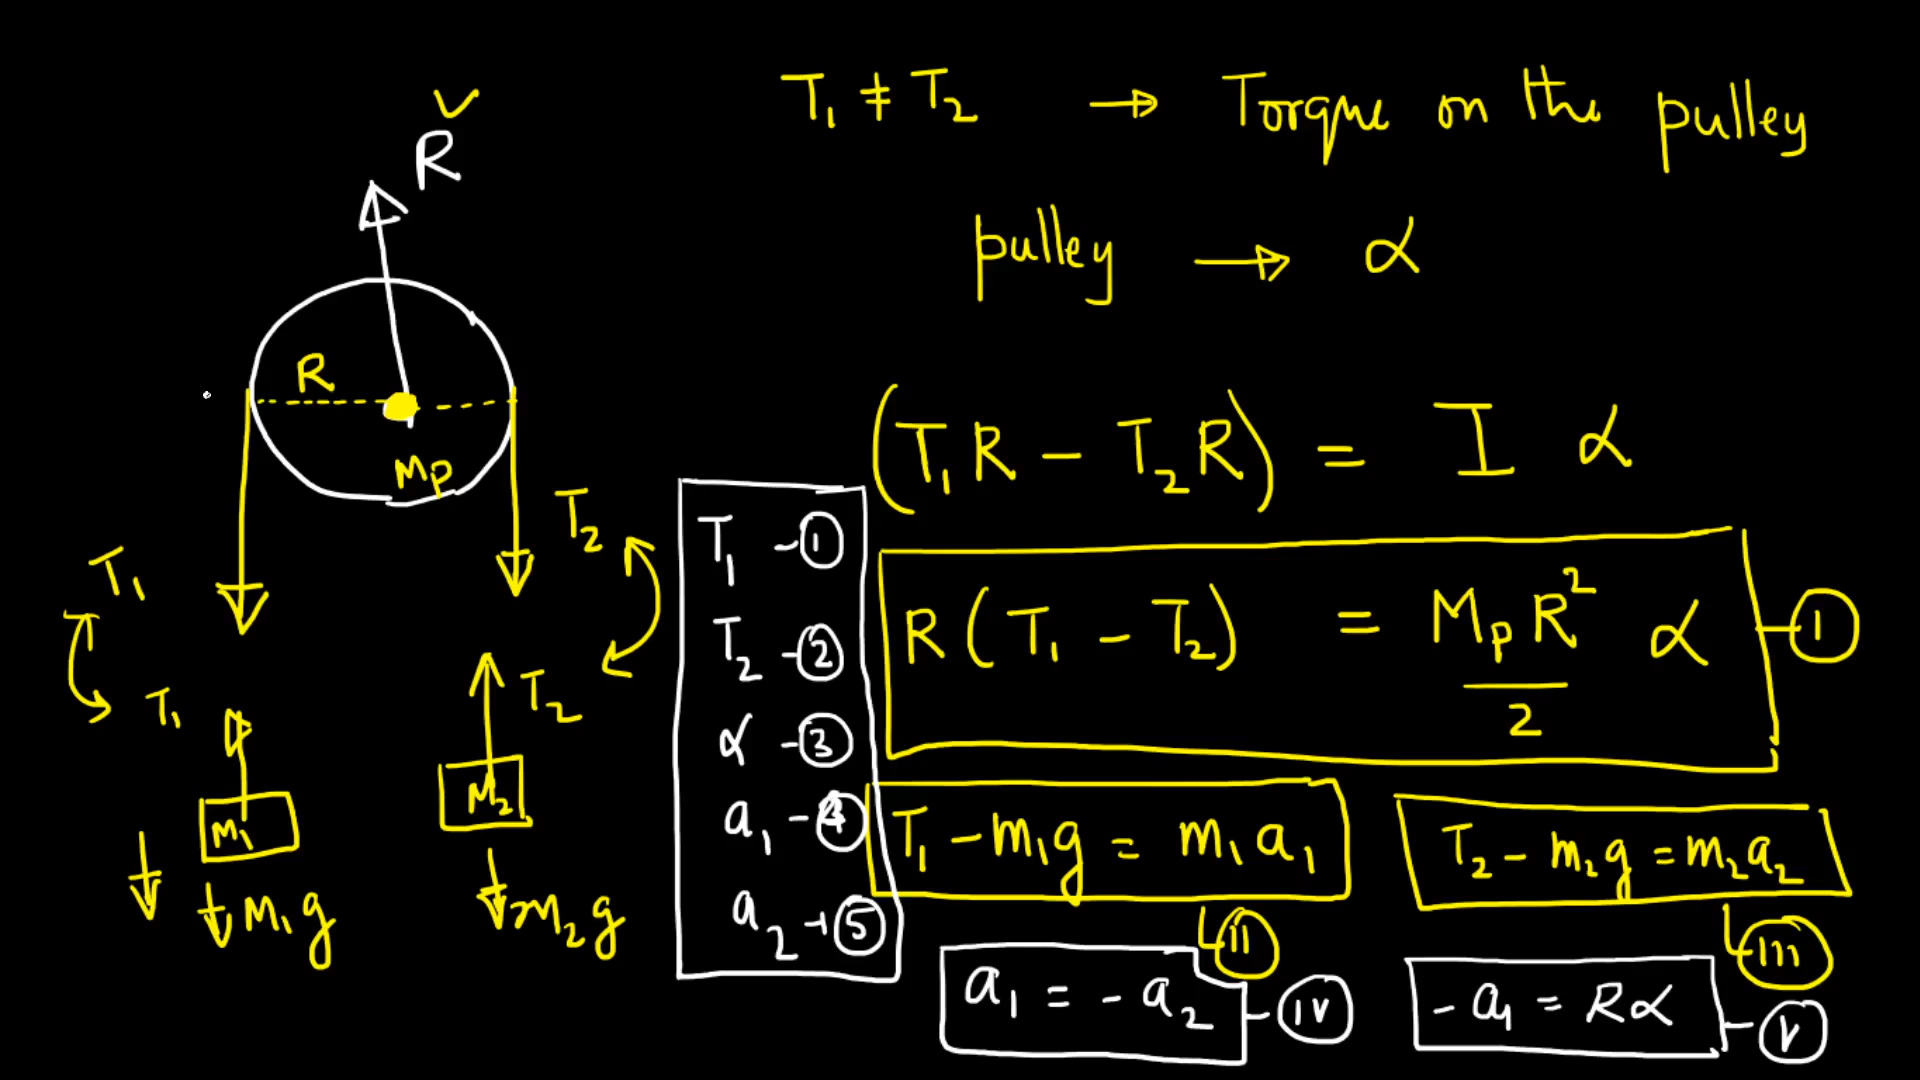 T₁ ≠ T₂ → Torque on the pulley
pulley → α
R
R
Mp
T₁
T₂
T₁
T₂
M₁
M₂
M₁g
m₂g
T₁ - ①
T₂ - ②
α - ③
a₁ - ④
a₂ - ⑤
(T₁R - T₂R) = I α
R(T₁ - T₂) = MpR²/2 α - ①
T₁ - m₁g = m₁a₁
ii
T₂ - m₂g = m₂a₂
iii
a₁ = - a₂ - iv
- a₁ = Rα - v